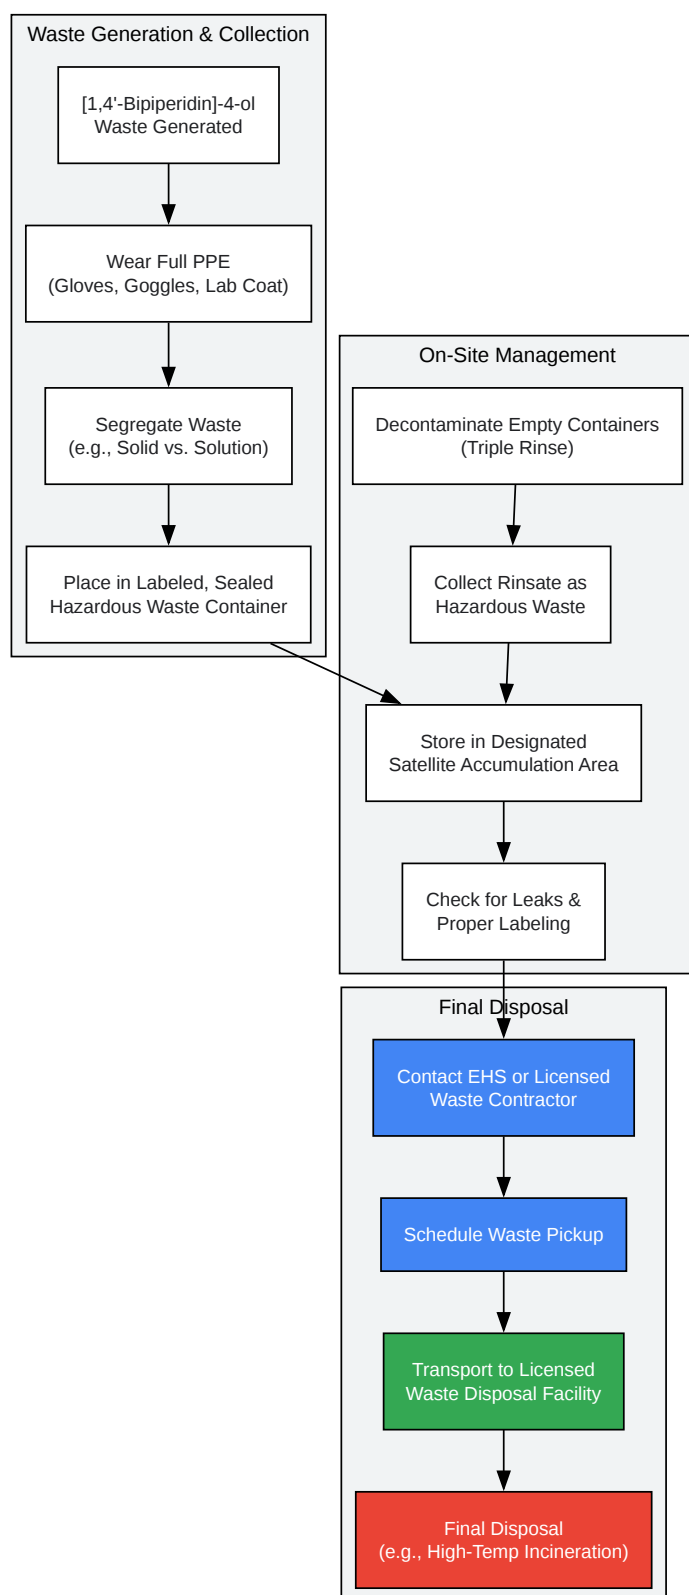 Waste Generation & Collection
[1,4'-Bipiperidin]-4-ol
Waste Generated
Wear Full PPE
(Gloves, Goggles, Lab Coat)
Segregate Waste
(e.g., Solid vs. Solution)
Place in Labeled, Sealed
Hazardous Waste Container
On-Site Management
Decontaminate Empty Containers
(Triple Rinse)
Collect Rinsate as
Hazardous Waste
Store in Designated
Satellite Accumulation Area
Check for Leaks &
Proper Labeling
Final Disposal
Contact EHS or Licensed
Waste Contractor
Schedule Waste Pickup
Transport to Licensed
Waste Disposal Facility
Final Disposal
(e.g., High-Temp Incineration)